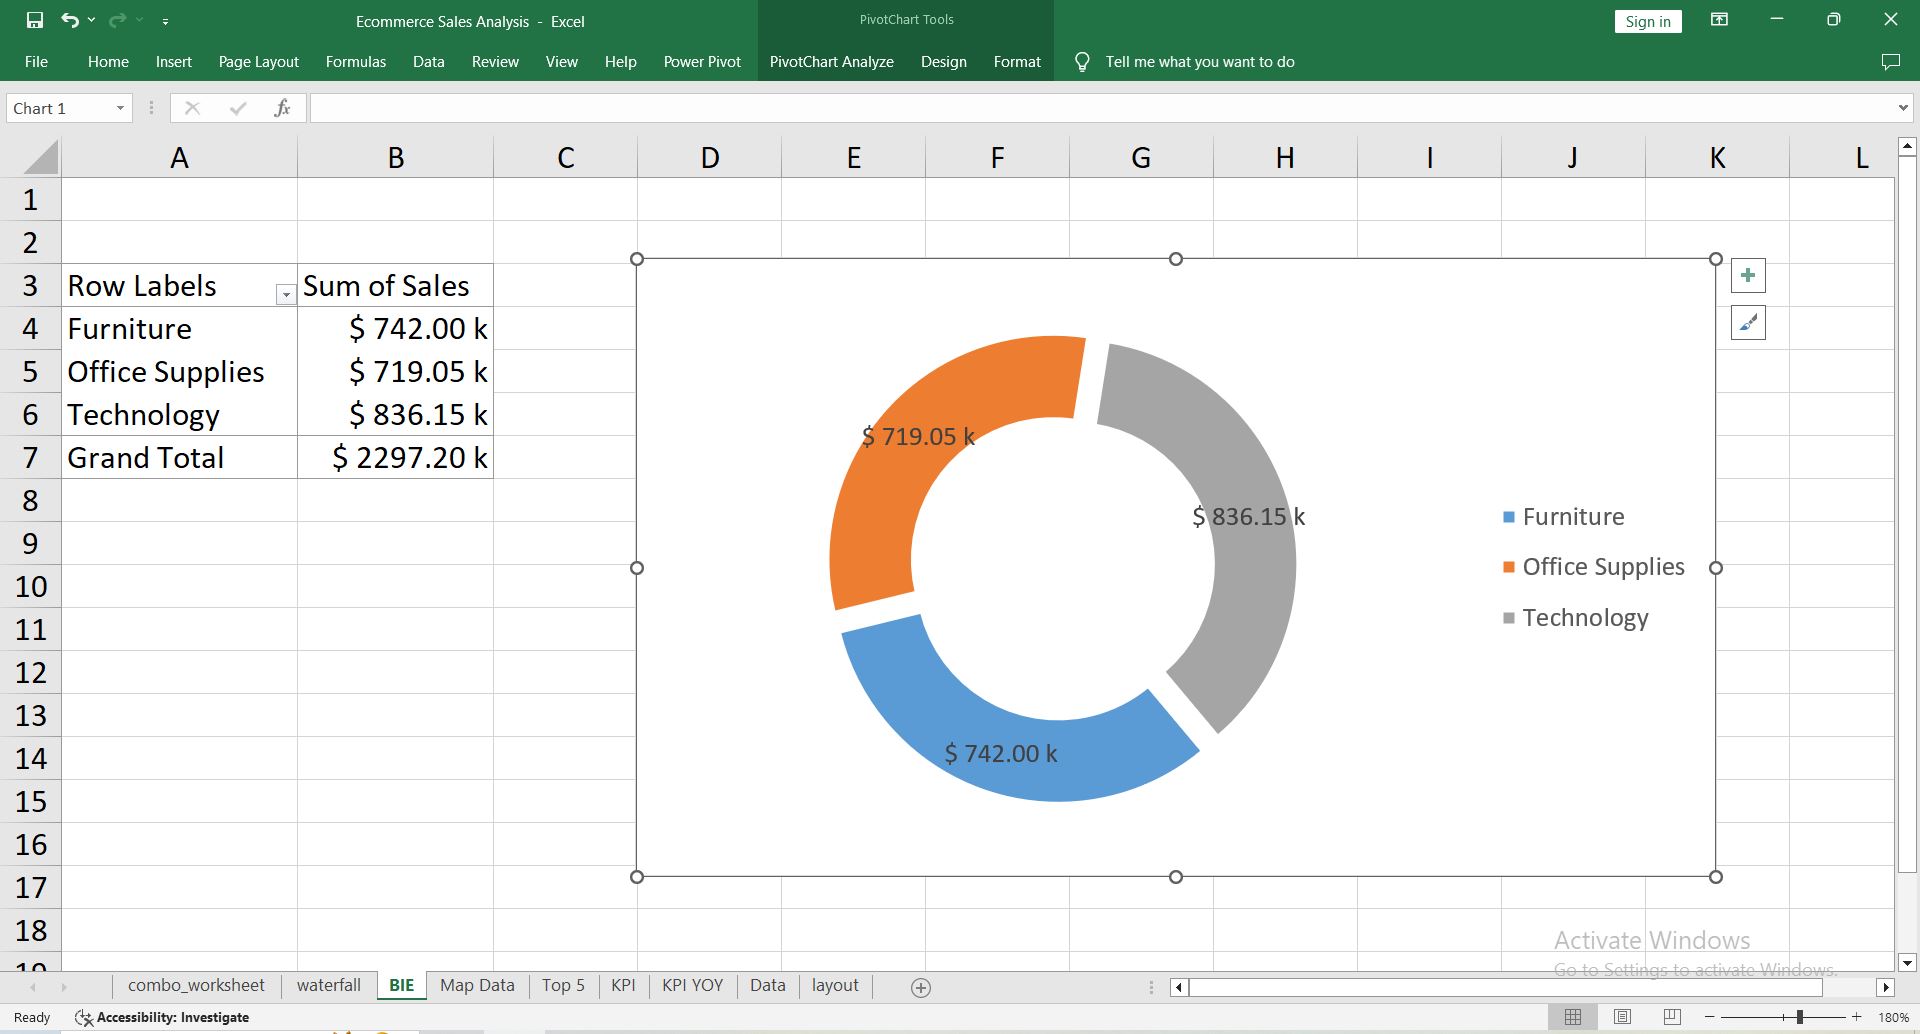 Ecommerce Sales Analysis - Excel
PivotChart Tools
Sign in
File Home Insert Page Layout Formulas Data Review View Help Power Pivot PivotChart Analyze Design Format Tell me what you want to do
Chart 1 fx
A B C D E F G H I J K L
1
2
3 Row Labels Sum of Sales
4 Furniture $ 742.00 k
5 Office Supplies $ 719.05 k
6 Technology $ 836.15 k
7 Grand Total $ 2297.20 k
8
9
10
11
12
13
14
15
16
17
18
19
$ 719.05 k
$ 836.15 k
$ 742.00 k
Furniture
Office Supplies
Technology
Activate Windows
Go to Settings to activate Windows.
combo_worksheet waterfall BIE Map Data Top 5 KPI KPI YOY Data layout
Ready Accessibility: Investigate 180%